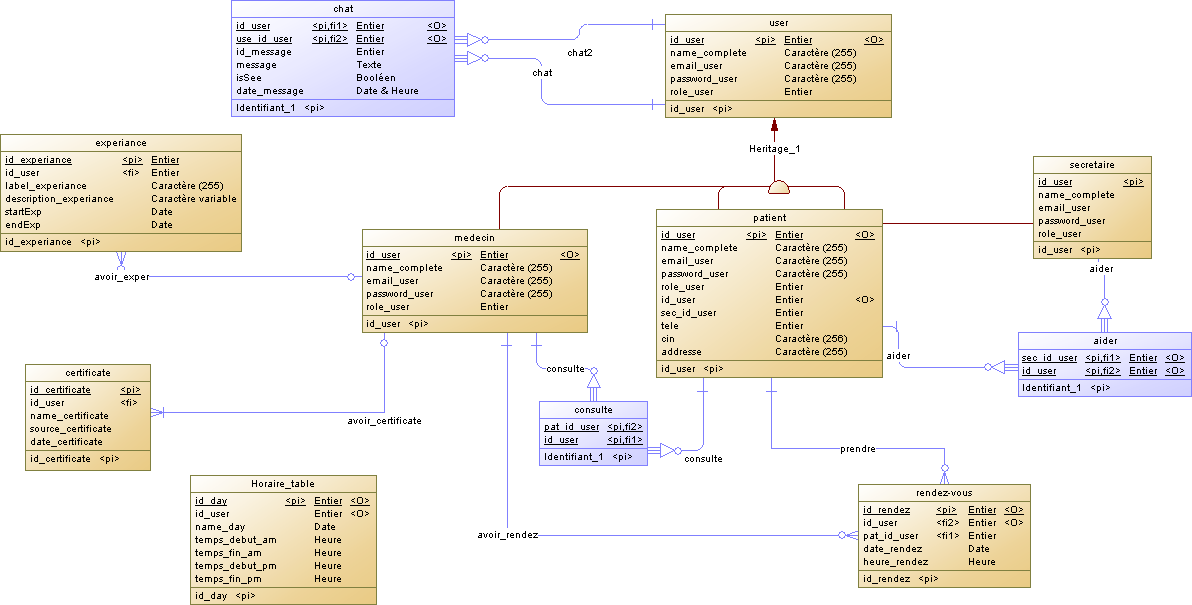 chat
id_user <pi,fi1> Entier <O>
use_id_user <pi,fi2> Entier <O>
id_message Entier
message Texte
isSee Booléen
date_message Date & Heure
Identifiant_1 <pi>
user
id_user <pi> Entier <O>
name_complete Caractère (255)
email_user Caractère (255)
password_user Caractère (255)
role_user Entier
id_user <pi>
chat2
chat
Heritage_1
experiance
id_experiance <pi> Entier
id_user <fi> Entier
label_experiance Caractère (255)
description_experiance Caractère variable
startExp Date
endExp Date
id_experiance <pi>
avoir_exper
secretaire
id_user <pi>
name_complete
email_user
password_user
role_user
id_user <pi>
aider
medecin
id_user <pi> Entier <O>
name_complete Caractère (255)
email_user Caractère (255)
password_user Caractère (255)
role_user Entier
id_user <pi>
patient
id_user <pi> Entier <O>
name_complete Caractère (255)
email_user Caractère (255)
password_user Caractère (255)
role_user Entier
id_user Entier <O>
sec_id_user Entier
tele Entier
cin Caractère (256)
addresse Caractère (255)
id_user <pi>
aider
aider
sec_id_user <pi,fi1> Entier <O>
id_user <pi,fi2> Entier <O>
Identifiant_1 <pi>
certificate
id_certificate <pi>
id_user <fi>
name_certificate
source_certificate
date_certificate
id_certificate <pi>
avoir_certificate
consulte
consulte
pat_id_user <pi,fi2>
id_user <pi,fi1>
Identifiant_1 <pi>
consulte
prendre
Horaire_table
id_day <pi> Entier <O>
id_user Entier <O>
name_day Date
temps_debut_am Heure
temps_fin_am Heure
temps_debut_pm Heure
temps_fin_pm Heure
id_day <pi>
avoir_rendez
rendez-vous
id_rendez <pi> Entier <O>
id_user <fi2> Entier <O>
pat_id_user <fi1> Entier
date_rendez Date
heure_rendez Heure
id_rendez <pi>